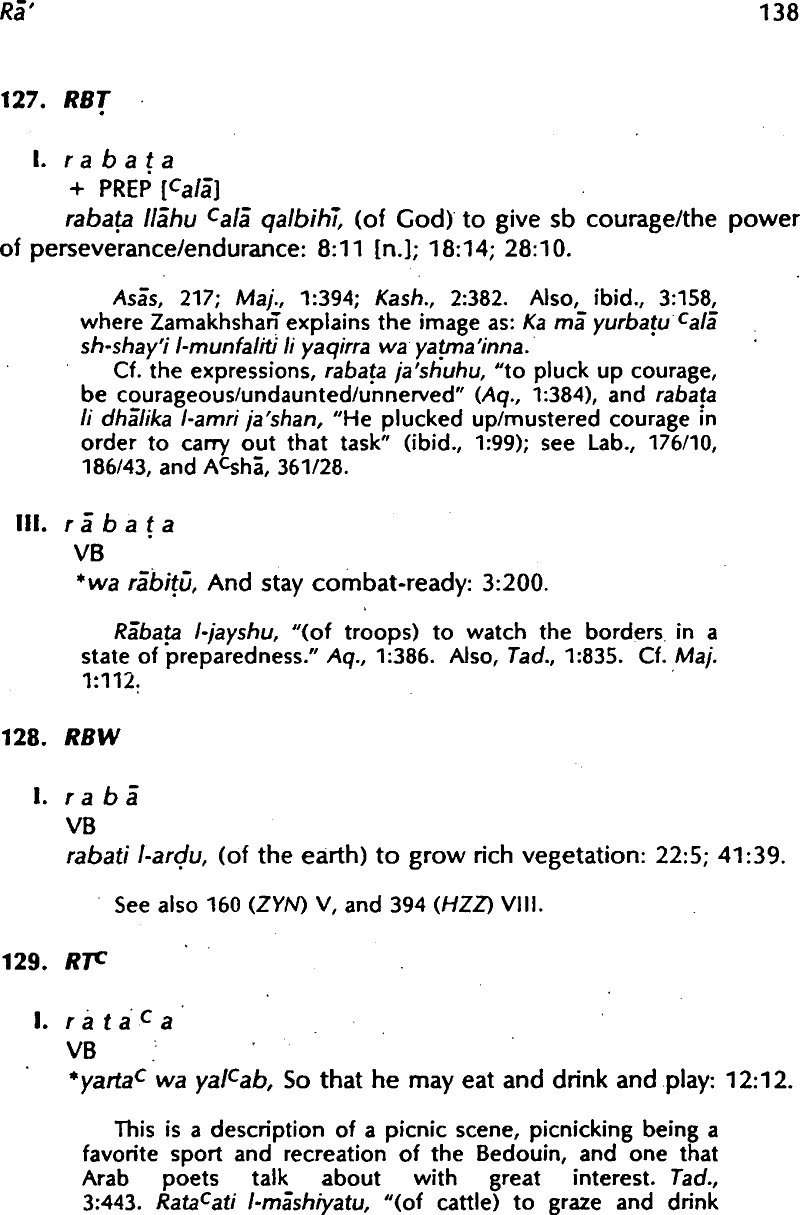 Rā' 138
127. RBṬ
I. r a b a ṭ a
+ PREP [ᶜalā]
rabaṭa llāhu ᶜalā qalbihī, (of God) to give sb courage/the power
of perseverance/endurance: 8:11 [n.]; 18:14; 28:10.
Asās, 217; Maj., 1:394; Kash., 2:382. Also, ibid., 3:158,
where Zamakhsharī explains the image as: Ka mā yurbaṭu ᶜalā
sh-shay'i l-munfaliti li yaqirra wa yaṭma'inna.
Cf. the expressions, rabaṭa ja'shuhu, "to pluck up courage,
be courageous/undaunted/unnerved" (Aq., 1:384), and rabaṭa
li dhālika l-amri ja'shan, "He plucked up/mustered courage in
order to carry out that task" (ibid., 1:99); see Lab., 176/10,
186/43, and Aᶜshā, 361/28.
III. r ā b a ṭ a
VB
*wa rābiṭū, And stay combat-ready: 3:200.
Rābaṭa l-jayshu, "(of troops) to watch the borders in a
state of preparedness." Aq., 1:386. Also, Tad., 1:835. Cf. Maj.
1:112.
128. RBW
I. r a b ā
VB
rabati l-arḍu, (of the earth) to grow rich vegetation: 22:5; 41:39.
See also 160 (ZYN) V, and 394 (HZZ) VIII.
129. RTᶜ
I. r a t a ᶜ a
VB
*yartaᶜ wa yalᶜab, So that he may eat and drink and play: 12:12.
This is a description of a picnic scene, picnicking being a
favorite sport and recreation of the Bedouin, and one that
Arab poets talk about with great interest. Tad.,
3:443. Rataᶜati l-māshiyatu, "(of cattle) to graze and drink